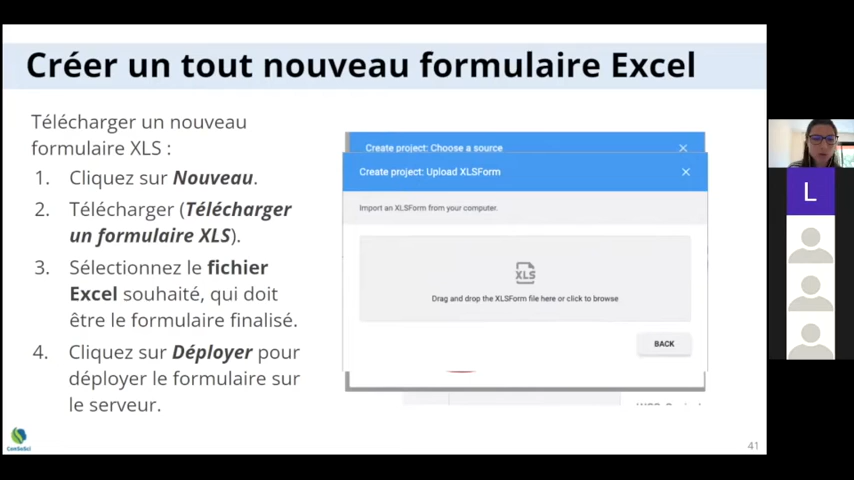 Créer un tout nouveau formulaire Excel
Télécharger un nouveau
formulaire XLS :
1. Cliquez sur Nouveau.
2. Télécharger (Télécharger
un formulaire XLS).
3. Sélectionnez le fichier
Excel souhaité, qui doit
être le formulaire finalisé.
4. Cliquez sur Déployer pour
déployer le formulaire sur
le serveur.
Create project: Choose a source
Create project: Upload XLSForm
Import an XLSForm from your computer.
XLS
Drag and drop the XLSForm file here or click to browse
BACK
L
41